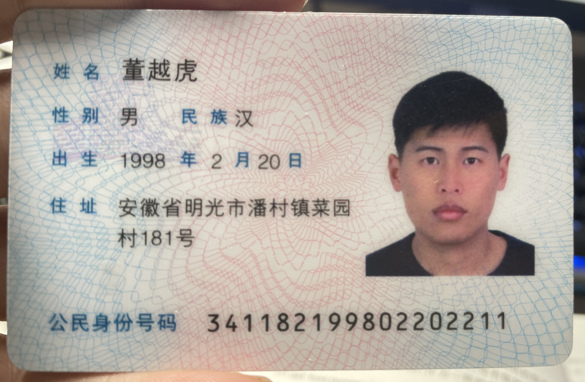 姓名 董越虎
性别 男 民族 汉
出生 1998 年 2 月 20 日
住址 安徽省明光市潘村镇菜园
村181号
公民身份号码 341182199802202211